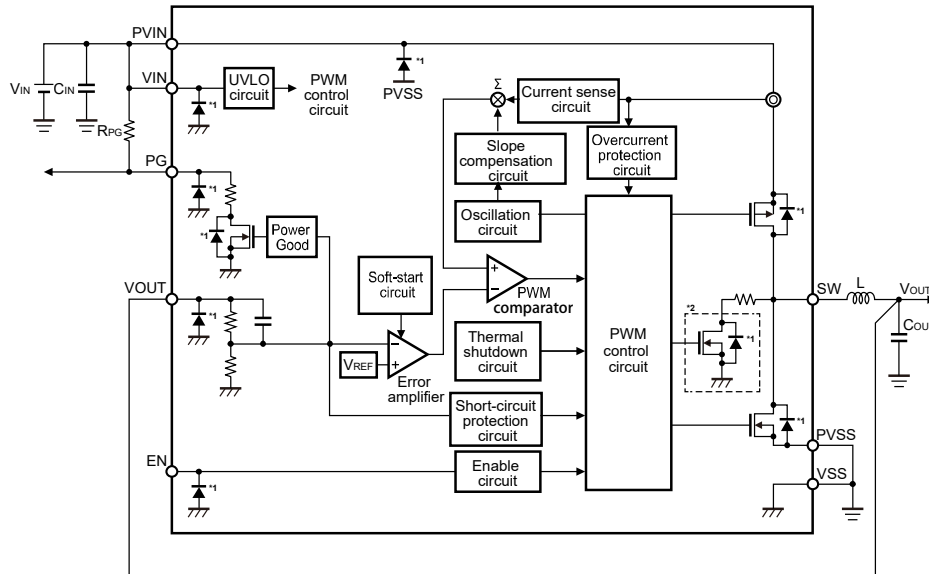 PVIN
VIN
VIN
CIN
RPG
PG
UVLO
circuit
PWM
control
circuit
*1
PVSS
*1
Σ
Current sense
circuit
Slope
compensation
circuit
Overcurrent
protection
circuit
Oscillation
circuit
*1
*1
*1
Power
Good
VOUT
*1
Soft-start
circuit
+
−
PWM
comparator
VREF
−
+
Error
amplifier
Thermal
shutdown
circuit
PWM
control
circuit
*2
*1
SW
L
VOUT
COU
Short-circuit
protection
circuit
*1
PVSS
VSS
EN
*1
Enable
circuit